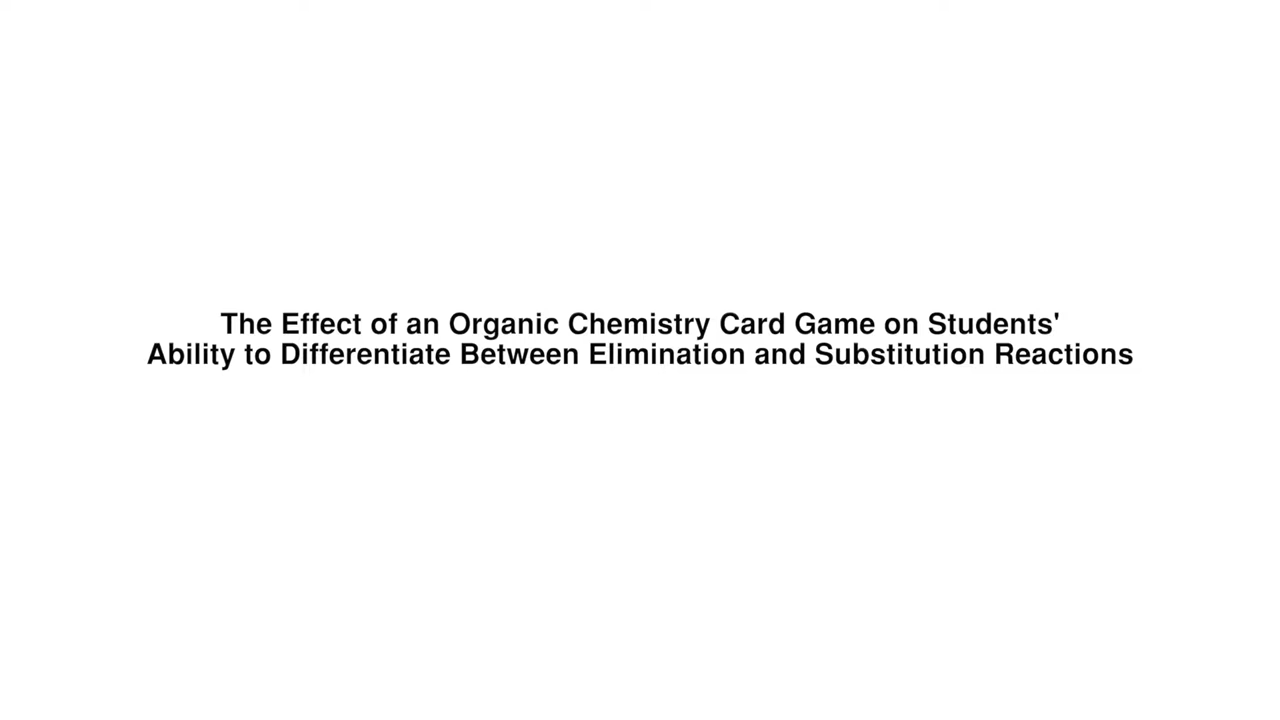 The Effect of an Organic Chemistry Card Game on Students'
Ability to Differentiate Between Elimination and Substitution Reactions